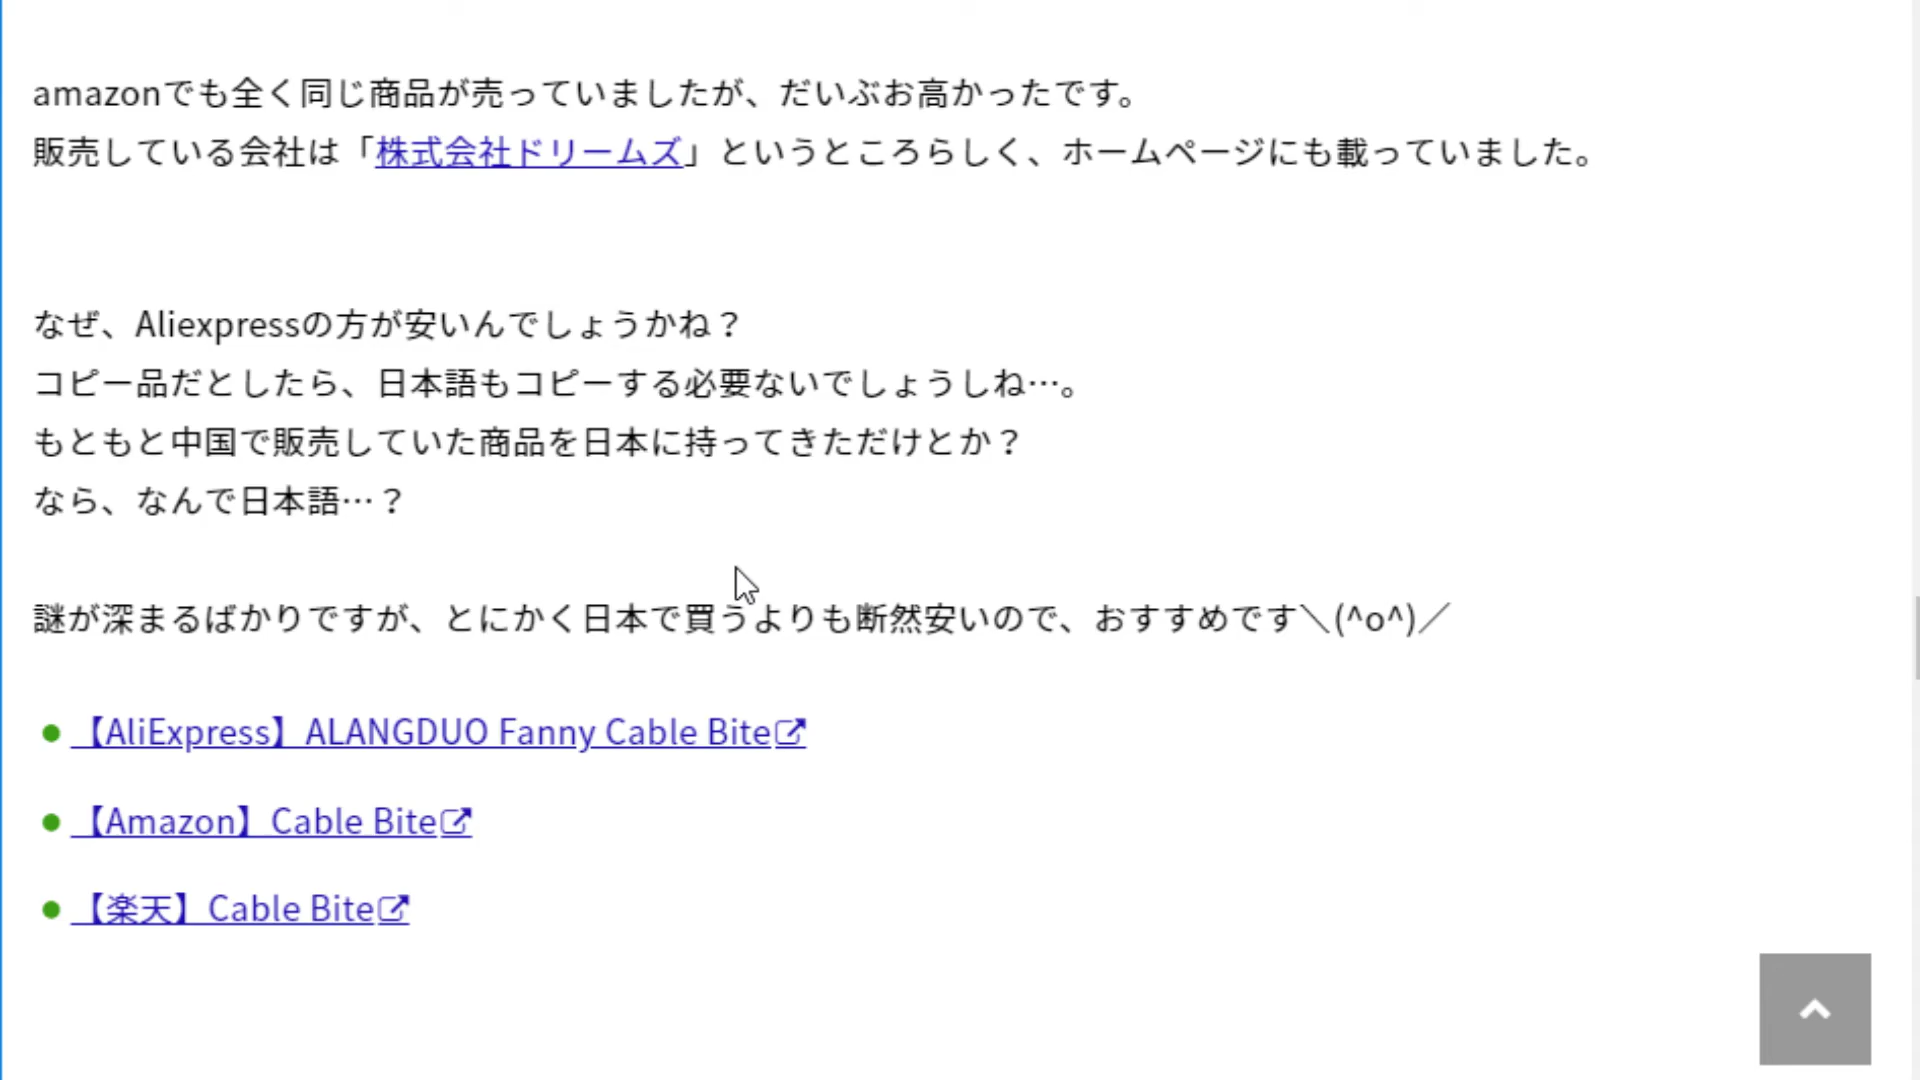 amazonでも全く同じ商品が売っていましたが、だいぶお高かったです。
販売している会社は「株式会社ドリームズ」というところらしく、ホームページにも載っていました。
なぜ、Aliexpressの方が安いんでしょうかね？
コピー品だとしたら、日本語もコピーする必要ないでしょうしね…。
もともと中国で販売していた商品を日本に持ってきただけとか？
なら、なんで日本語…？
謎が深まるばかりですが、とにかく日本で買うよりも断然安いので、おすすめです＼(^o^)／
【AliExpress】ALANGDUO Fanny Cable Bite
【Amazon】Cable Bite
【楽天】Cable Bite